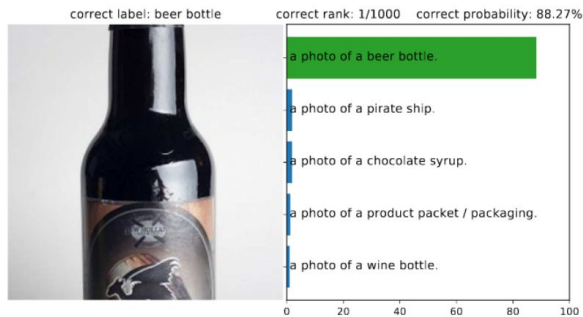 correct label: beer bottle
correct rank: 1/1000 correct probability: 88.27%
a photo of a beer bottle.
a photo of a pirate ship.
a photo of a chocolate syrup.
a photo of a product packet / packaging.
a photo of a wine bottle.
0 20 40 60 80 100